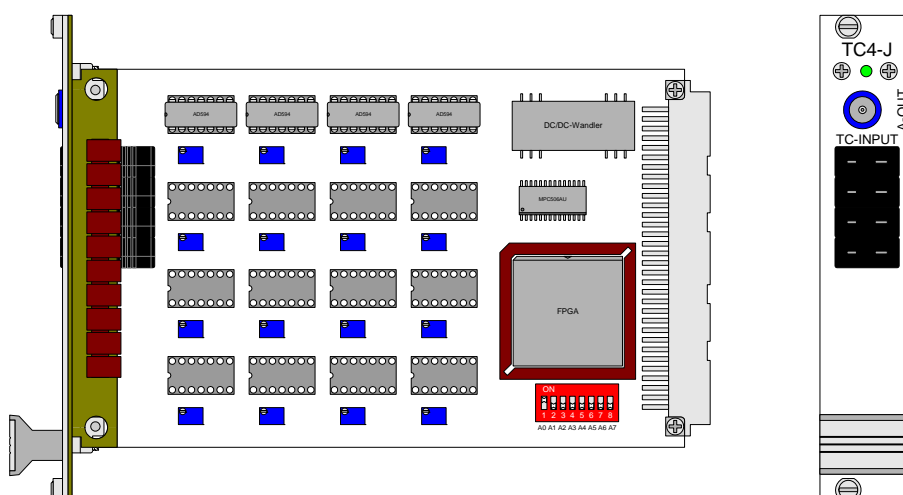 TC4-J
A-OUT
TC-INPUT
AD594 AD594 AD594 AD594
DC/DC-Wandler
MPC506AU
FPGA
ON
1 2 3 4 5 6 7 8
A0 A1 A2 A3 A4 A5 A6 A7